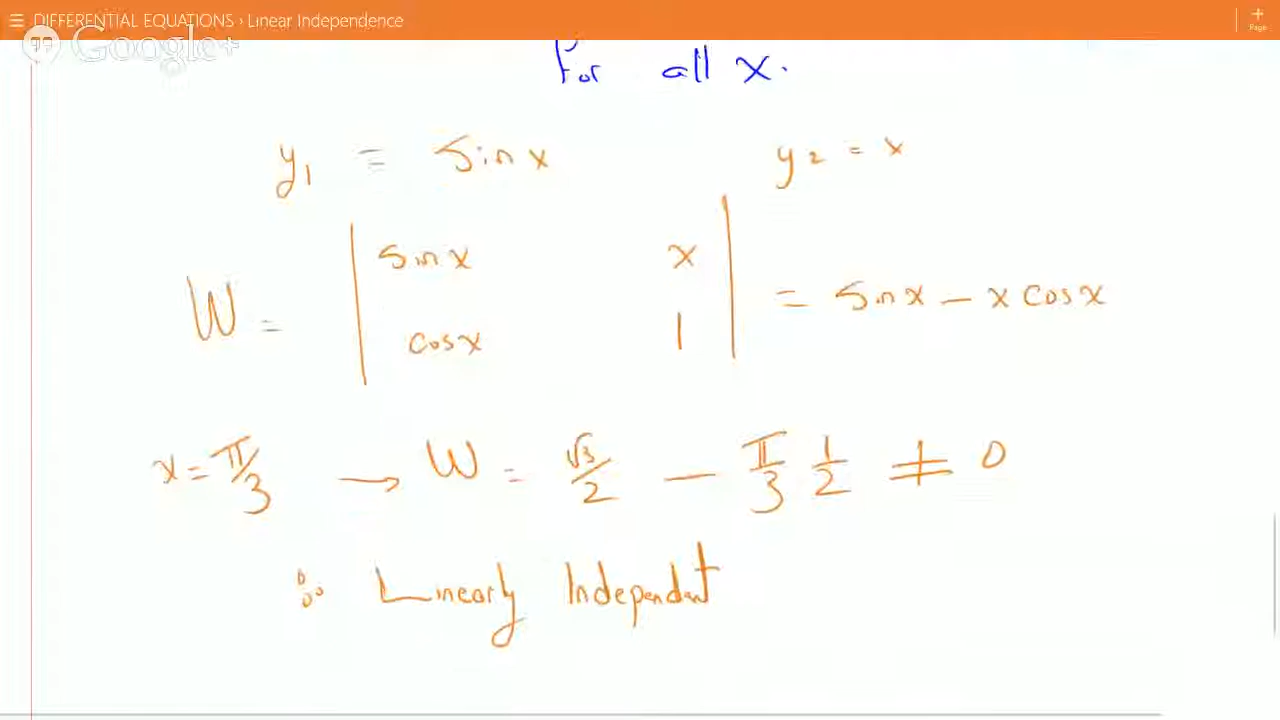 DIFFERENTIAL EQUATIONS › Linear Independence
Page
Google+
for all x.
y1 = Sin x y2 = x
W = | Sin x x | = Sin x − x cos x
| cos x 1 |
x = π/3 → W = √3/2 − π/3 1/2 ≠ 0
∴ Linearly Independent